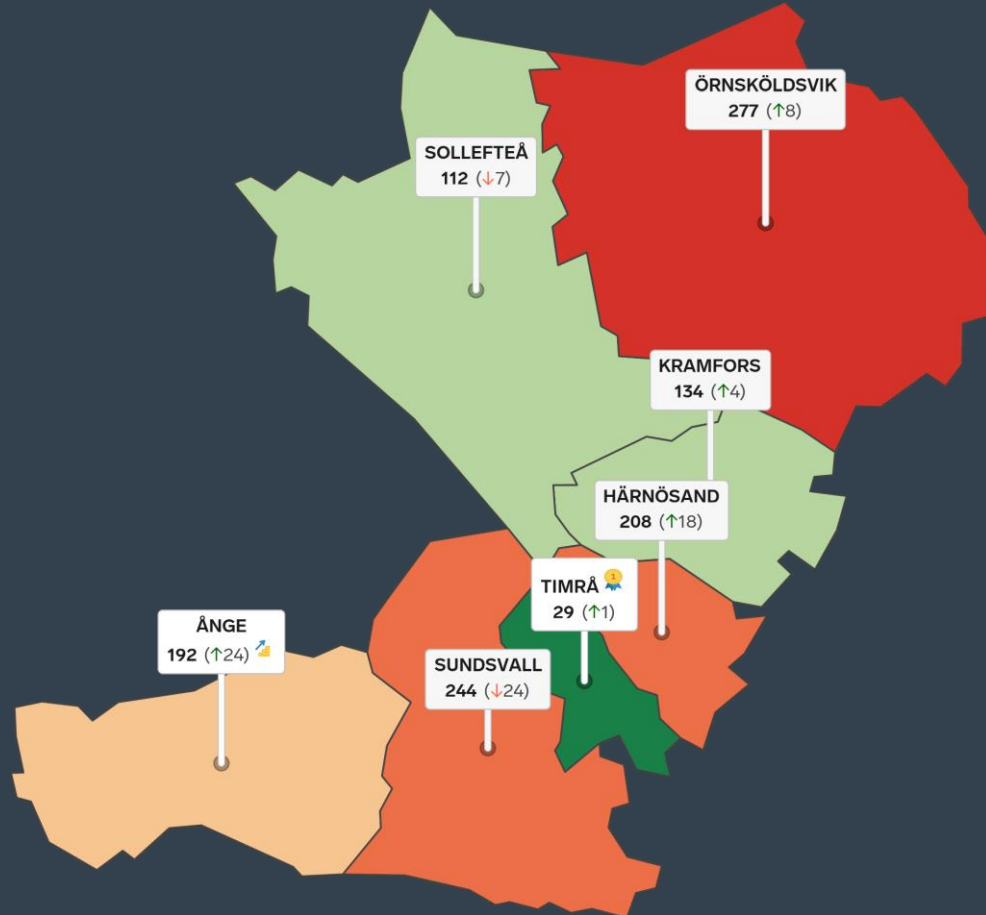 ÖRNSKÖLDSVIK
277 (↑8)
SOLLEFTEÅ
112 (↓7)
KRAMFORS
134 (↑4)
HÄRNÖSAND
208 (↑18)
TIMRÅ 1
29 (↑1)
ÅNGE
192 (↑24)
SUNDSVALL
244 (↓24)